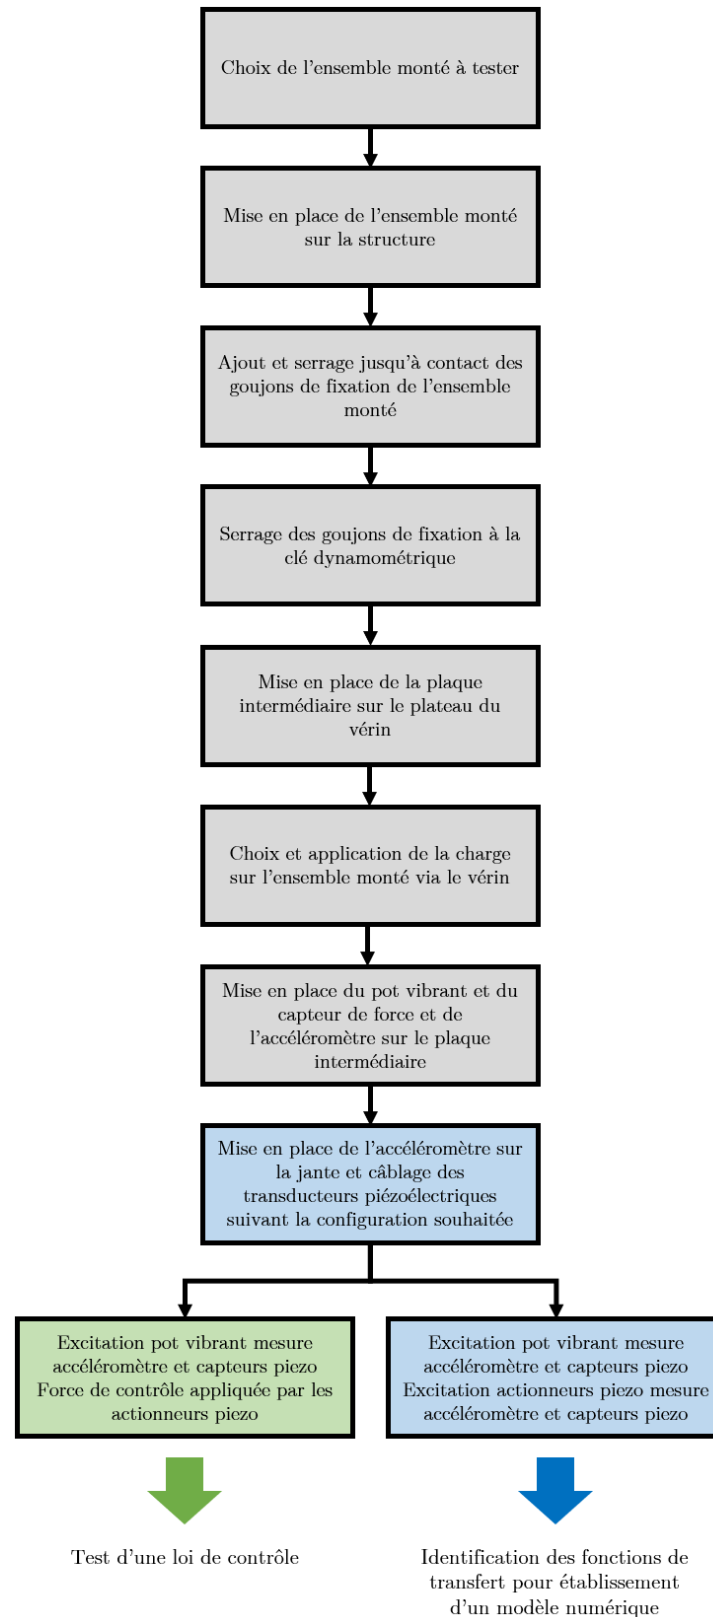 Choix de l'ensemble monté à tester
Mise en place de l'ensemble monté
sur la structure
Ajout et serrage jusqu'à contact des
goujons de fixation de l'ensemble
monté
Serrage des goujons de fixation à la
clé dynamométrique
Mise en place de la plaque
intermédiaire sur le plateau du
vérin
Choix et application de la charge
sur l'ensemble monté via le vérin
Mise en place du pot vibrant et du
capteur de force et de
l'accéléromètre sur le plaque
intermédiaire
Mise en place de l'accéléromètre sur
la jante et câblage des
transducteurs piézoélectriques
suivant la configuration souhaitée
Excitation pot vibrant mesure
accéléromètre et capteurs piezo
Force de contrôle appliquée par les
actionneurs piezo
Excitation pot vibrant mesure
accéléromètre et capteurs piezo
Excitation actionneurs piezo mesure
accéléromètre et capteurs piezo
Test d'une loi de contrôle
Identification des fonctions de
transfert pour établissement
d'un modèle numérique